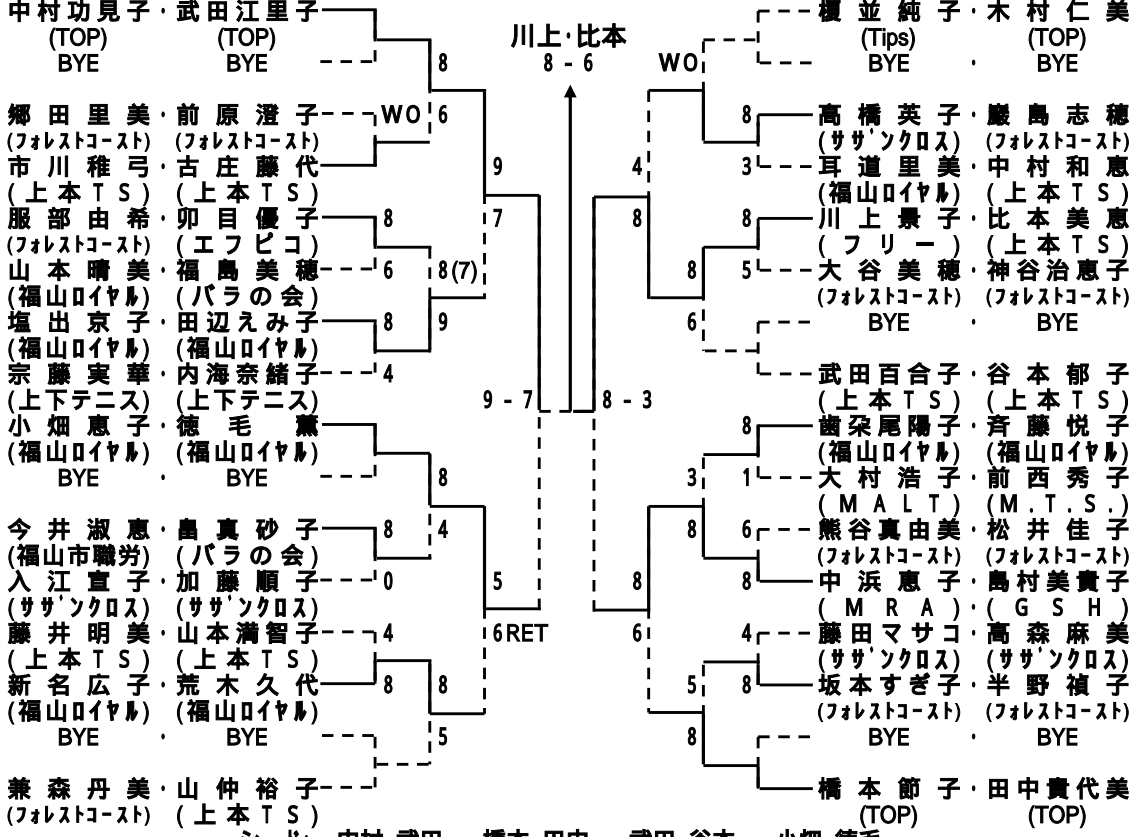 中村功見子・武田江里子
(TOP) (TOP)
BYE BYE
郷田里美・前原澄子
(フォレストコースト) (フォレストコースト)
市川稚弓・古庄藤代
(上本TS) (上本TS)
服部由希・卯目優子
(フォレストコースト) (エフピコ)
山本晴美・福島美穂
(福山ロイヤル) (バラの会)
塩出京子・田辺えみ子
(福山ロイヤル) (福山ロイヤル)
宗藤実華・内海奈緒子
(上下テニス) (上下テニス)
小畑恵子・徳毛薫
(福山ロイヤル) (福山ロイヤル)
BYE ・ BYE
今井淑恵・畠真砂子
(福山市職労) (バラの会)
入江宣子・加藤順子
(サザンクロス) (サザンクロス)
藤井明美・山本満智子
(上本TS) (上本TS)
新名広子・荒木久代
(福山ロイヤル) (福山ロイヤル)
BYE ・ BYE
兼森丹美・山仲裕子
(フォレストコースト) (上本TS)
8
WO 6
8
6
8
4
8(7)
9
9
7
8
0
8
4
4
8
8
5
5
6RET
9-7
川上・比本
8-6
8-3
WO
8
3
8
5
8
6
4
8
8
1
6
8
3
8
4
8
5
8
8
6
榎並純子・木村仁美
(Tips) (TOP)
BYE ・ BYE
高橋英子・巌島志穂
(サザンクロス) (フォレストコースト)
耳道里美・中村和恵
(福山ロイヤル) (上本TS)
川上景子・比本美恵
(フリー) (上本TS)
大谷美穂・神谷治恵子
(フォレストコースト) (フォレストコースト)
BYE ・ BYE
武田百合子・谷本郁子
(上本TS) (上本TS)
歯朶尾陽子・斉藤悦子
(福山ロイヤル) (福山ロイヤル)
大村浩子・前西秀子
(MALT) (M.T.S.)
熊谷真由美・松井佳子
(フォレストコースト) (フォレストコースト)
中浜恵子・島村美貴子
(MRA)・(GSH)
藤田マサコ・高森麻美
(サザンクロス) (サザンクロス)
坂本すぎ子・半野禎子
(フォレストコースト) (フォレストコースト)
BYE ・ BYE
橋本節子・田中貴代美
(TOP) (TOP)